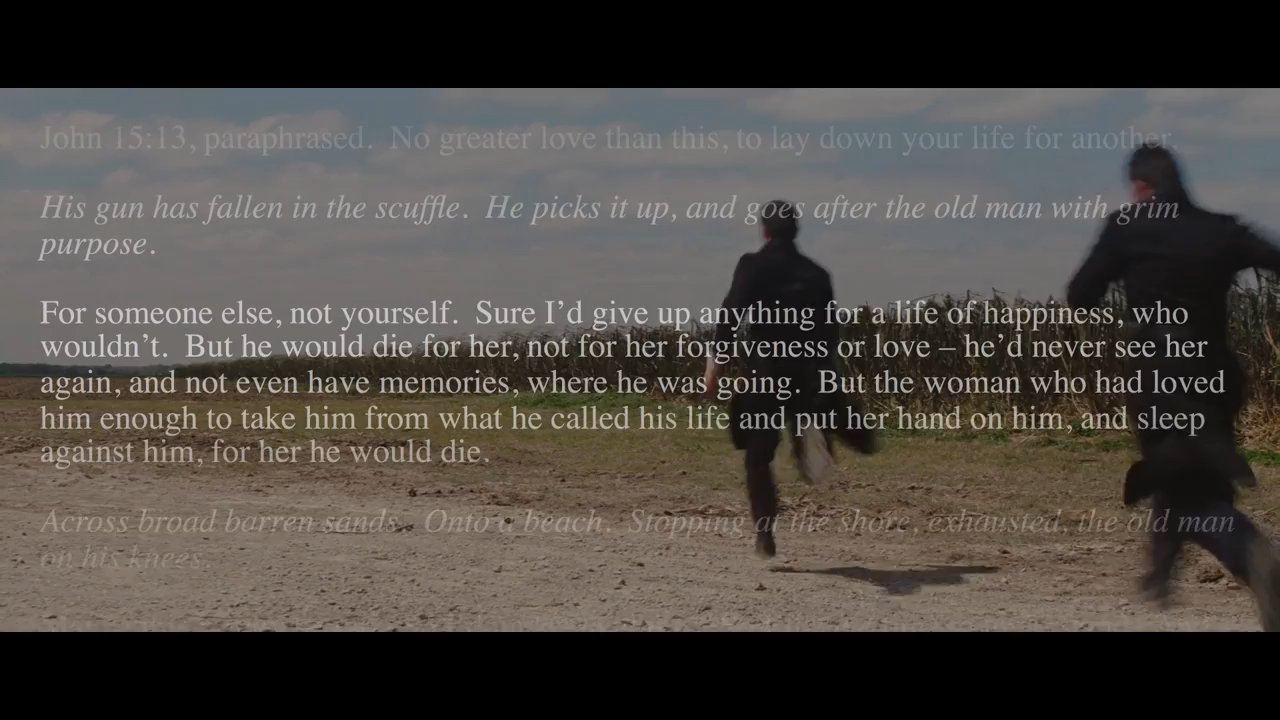 John 15:13, paraphrased.  No greater love than this, to lay down your life for another.
His gun has fallen in the scuffle.  He picks it up, and goes after the old man with grim
purpose.
For someone else, not yourself.  Sure I’d give up anything for a life of happiness, who
wouldn’t.  But he would die for her, not for her forgiveness or love – he’d never see her
again, and not even have memories, where he was going.  But the woman who had loved
him enough to take him from what he called his life and put her hand on him, and sleep
against him, for her he would die.
Across broad barren sands.  Onto a beach.  Stopping at the shore, exhausted, the old man
on his knees.